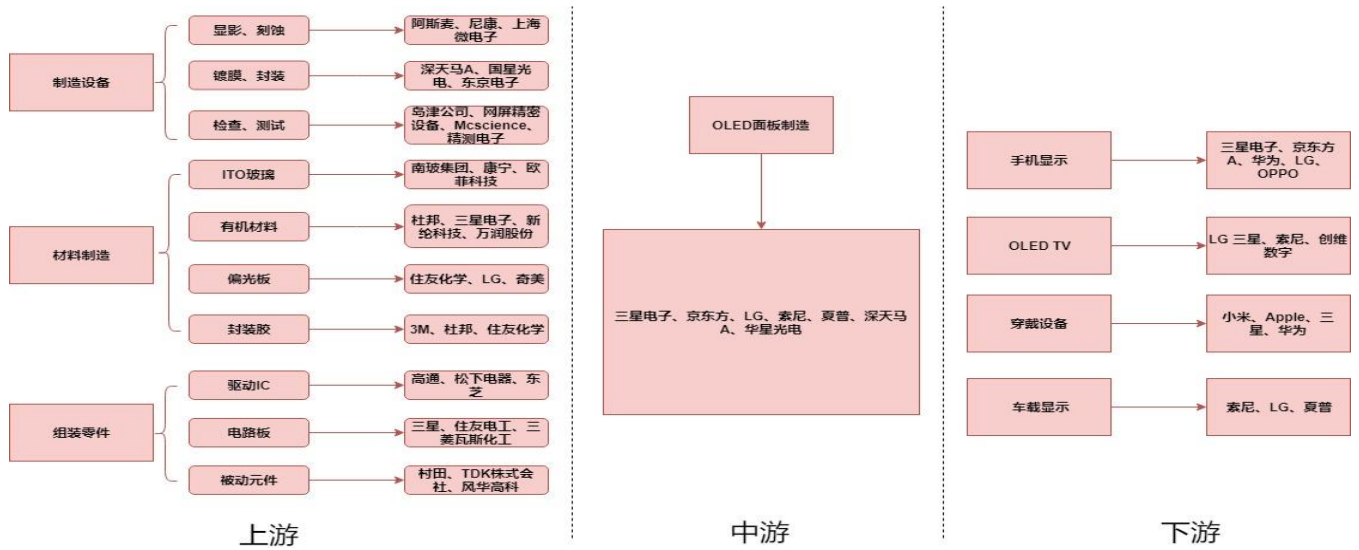 制造设备
显影、刻蚀
阿斯麦、尼康、上海
微电子
镀膜、封装
深天马A、国星光
电、东京电子
检查、测试
岛津公司、网屏精密
设备、Mcscience、
精测电子
材料制造
ITO玻璃
南玻集团、康宁、欧
菲科技
有机材料
杜邦、三星电子、新
纶科技、万润股份
偏光板
住友化学、LG、奇美
封装胶
3M、杜邦、住友化学
组装零件
驱动IC
高通、松下电器、东
芝
电路板
三星、住友电工、三
菱瓦斯化工
被动元件
村田、TDK株式会
社、风华高科
上游
OLED面板制造
三星电子、京东方、LG、索尼、夏普、深天马
A、华星光电
中游
手机显示
三星电子、京东方
A、华为、LG、
OPPO
OLED TV
LG 三星、索尼、创维
数字
穿戴设备
小米、Apple、三
星、华为
车载显示
索尼、LG、夏普
下游